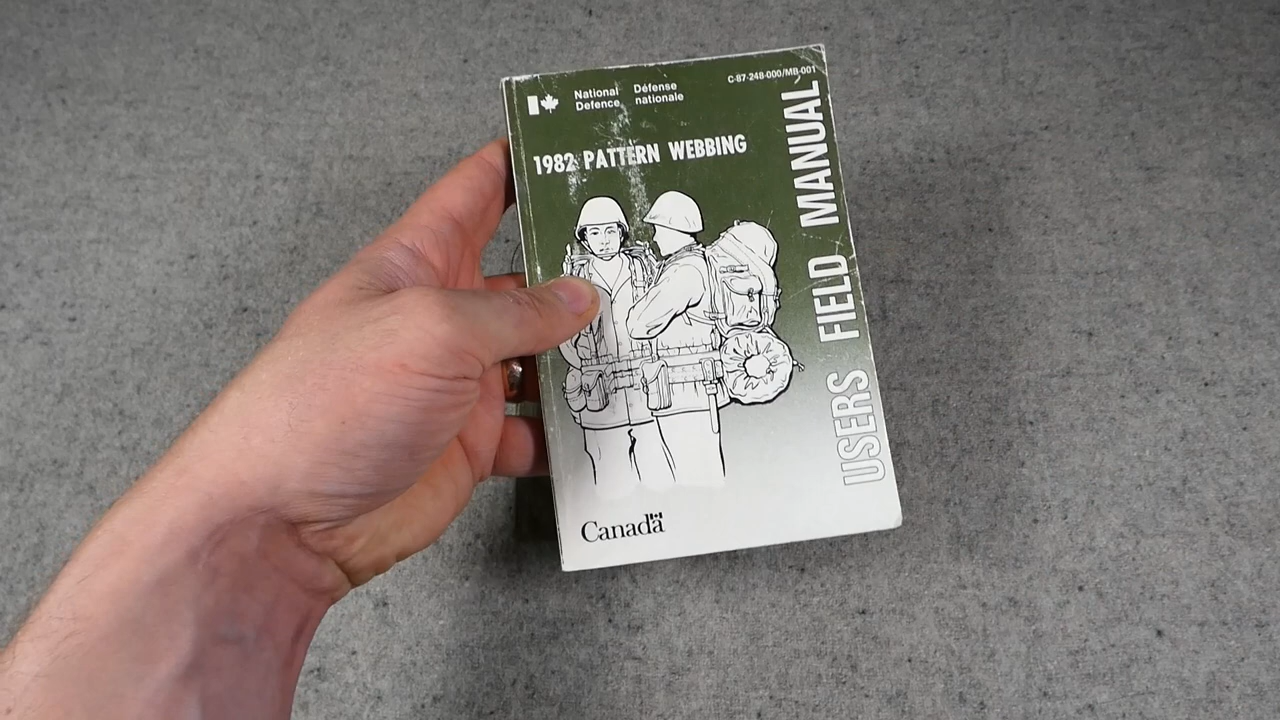 National Défense
Defence nationale
C-87-248-000/MB-001
1982 PATTERN WEBBING
USERS FIELD MANUAL
Canada